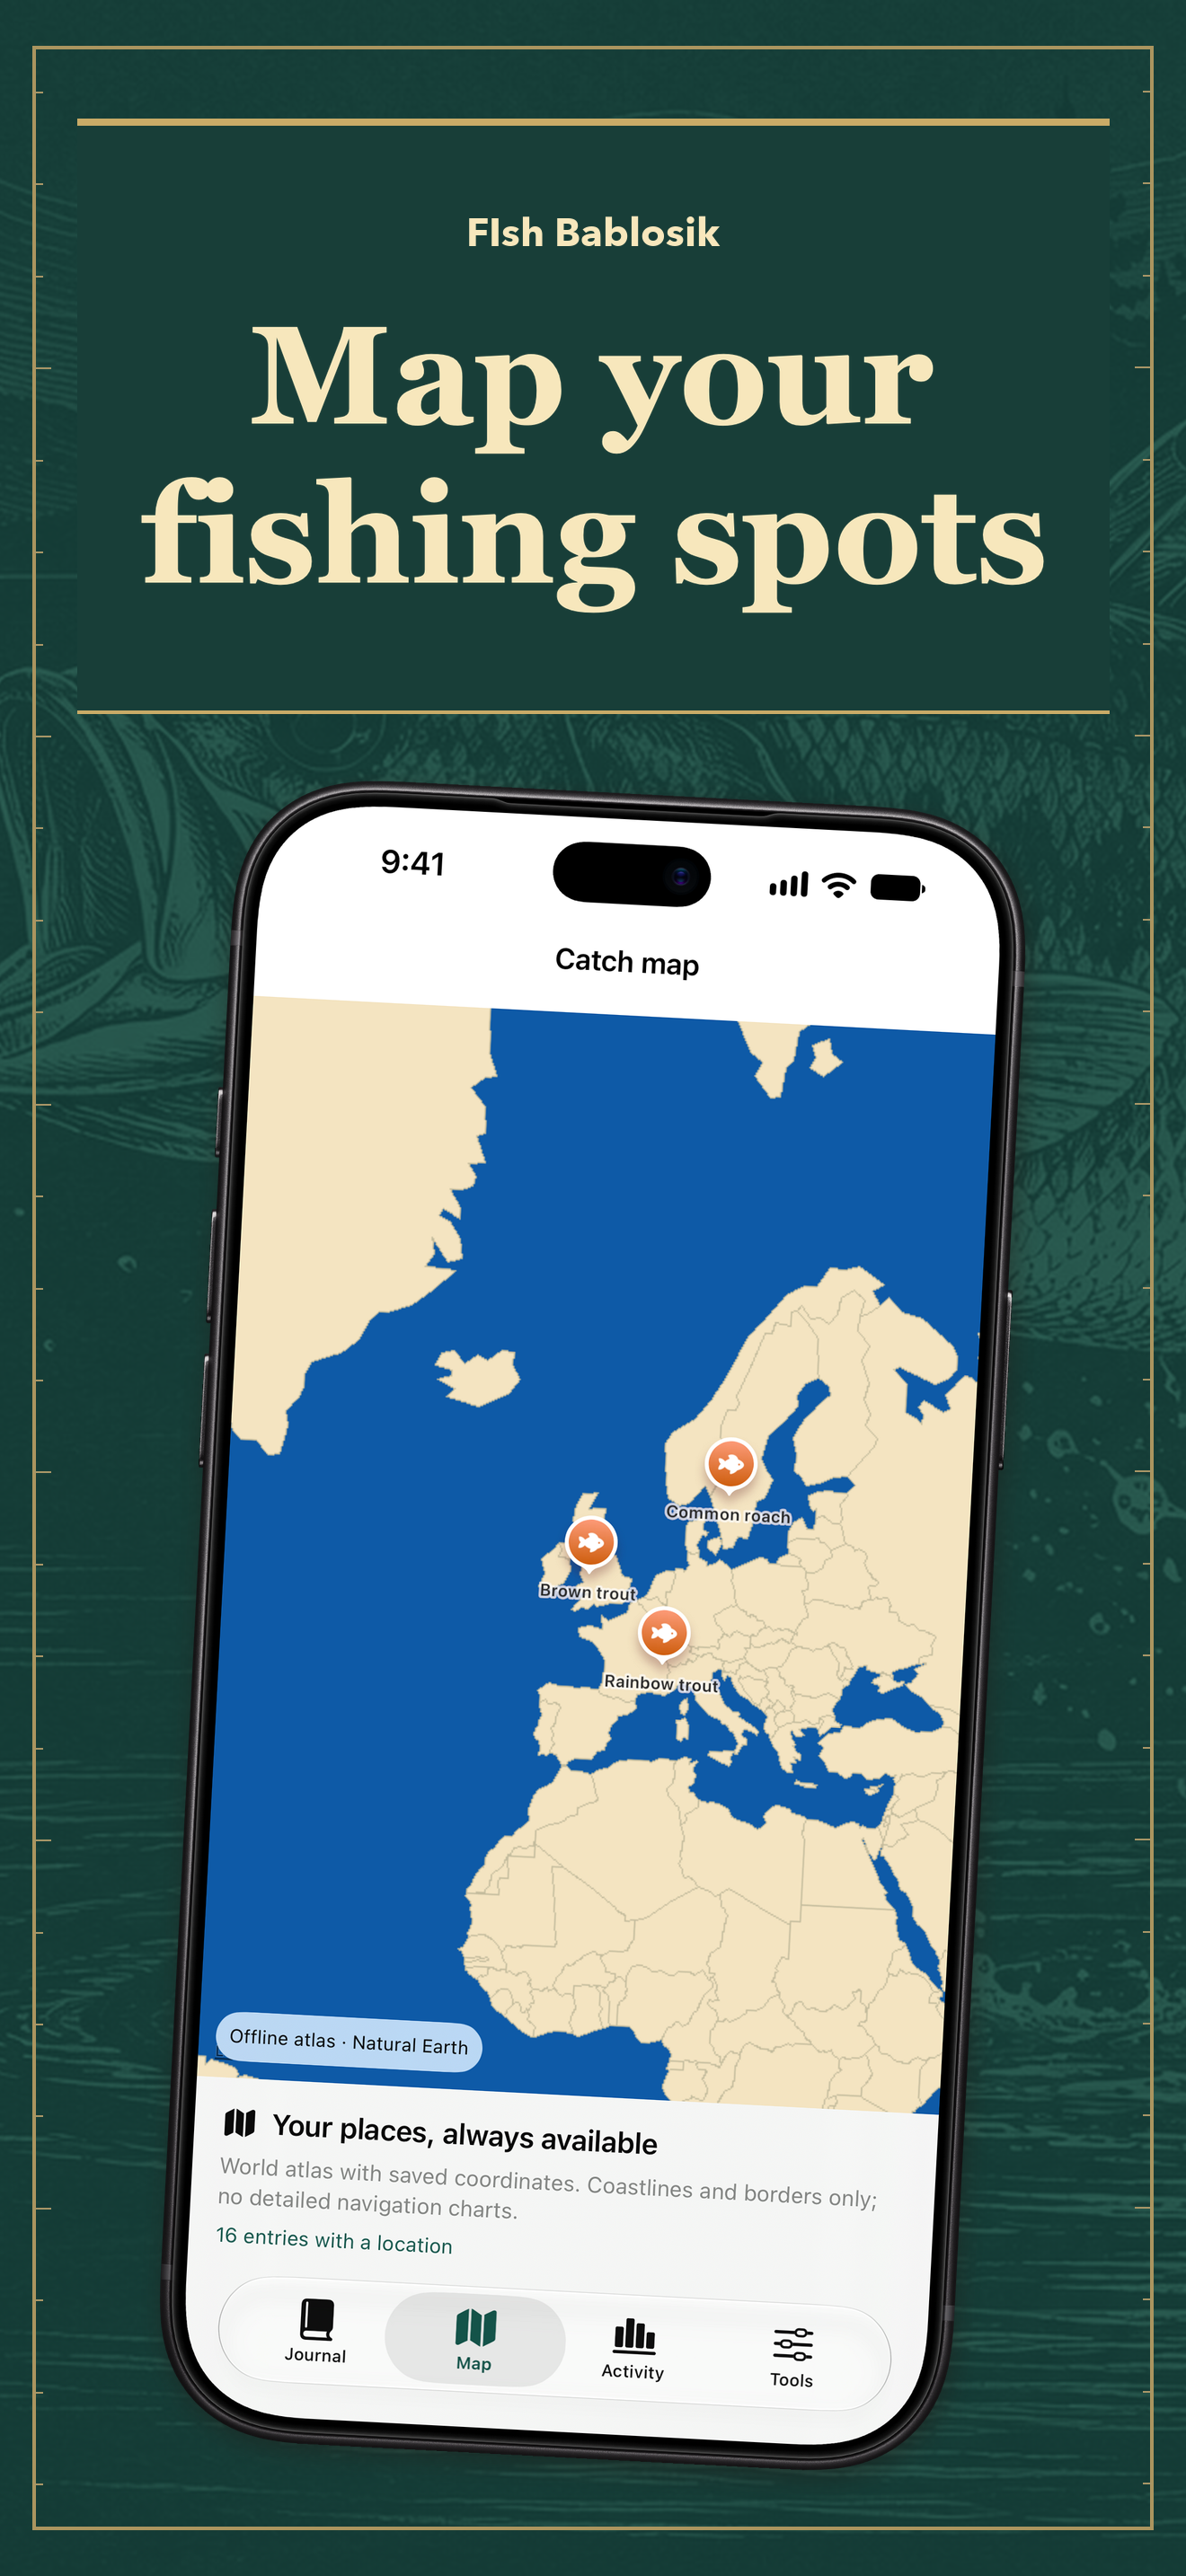 FIsh Bablosik
Map your
fishing spots
9:41
Catch map
Common roach
Brown trout
Rainbow trout
Offline atlas · Natural Earth
Your places, always available
World atlas with saved coordinates. Coastlines and borders only;
no detailed navigation charts.
16 entries with a location
Journal
Map
Activity
Tools